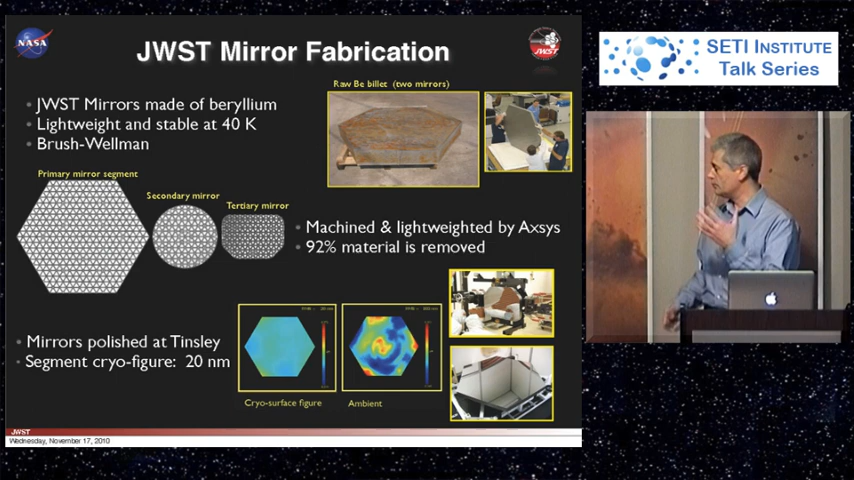 NASA
JWST Mirror Fabrication
JWST
SETI INSTITUTE
Talk Series
Raw Be billet (two mirrors)
• JWST Mirrors made of beryllium
• Lightweight and stable at 40 K
• Brush-Wellman
Primary mirror segment
Secondary mirror
Tertiary mirror
• Machined & lightweighted by Axsys
• 92% material is removed
• Mirrors polished at Tinsley
• Segment cryo-figure: 20 nm
Cryo-surface figure
Ambient
JWST
Wednesday, November 17, 2010